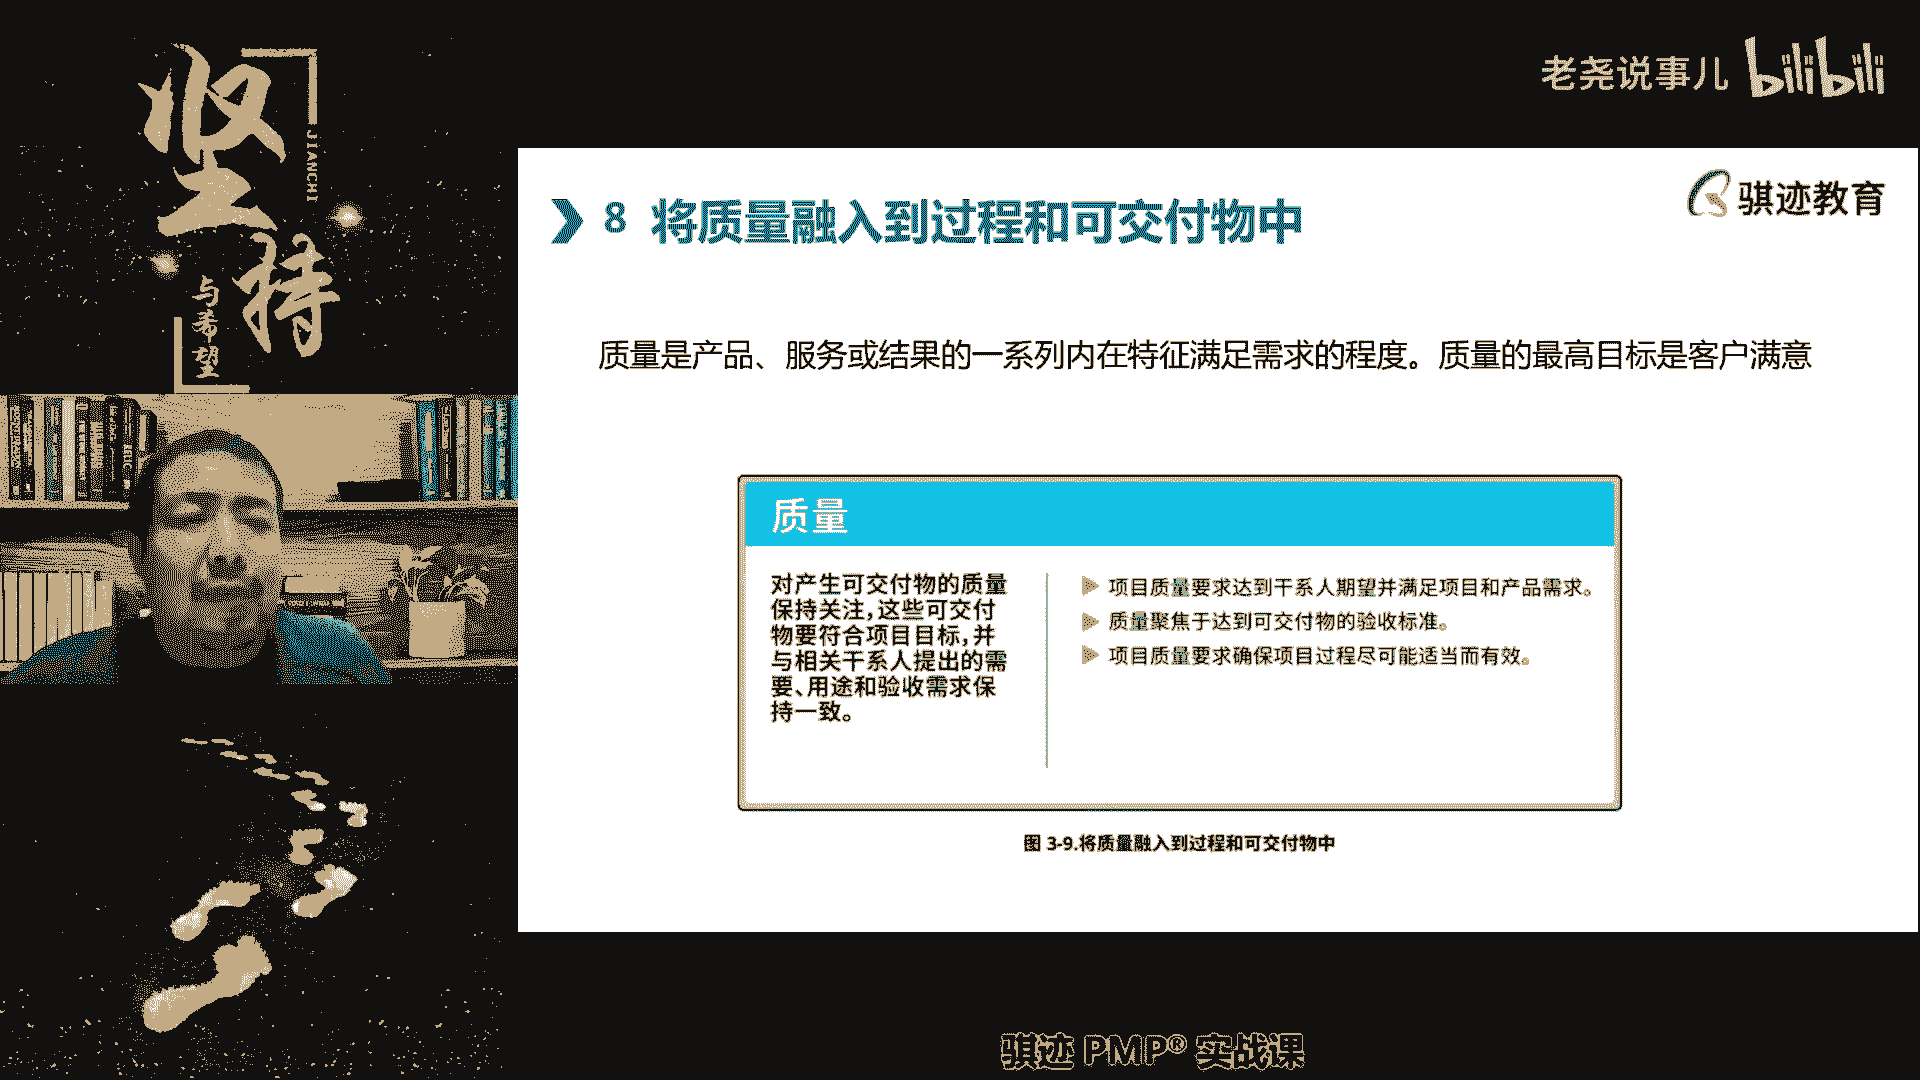 坚持
JIANCHI
与希望
老尧说事儿 bilibili
骐迹教育
8 将质量融入到过程和可交付物中
质量是产品、服务或结果的一系列内在特征满足需求的程度。质量的最高目标是客户满意
质量
对产生可交付物的质量
保持关注，这些可交付
物要符合项目目标，并
与相关干系人提出的需
要、用途和验收需求保
持一致。
项目质量要求达到干系人期望并满足项目和产品需求。
质量聚焦于达到可交付物的验收标准。
项目质量要求确保项目过程尽可能适当而有效。
图 3-9.将质量融入到过程和可交付物中
骐迹 PMP® 实战课